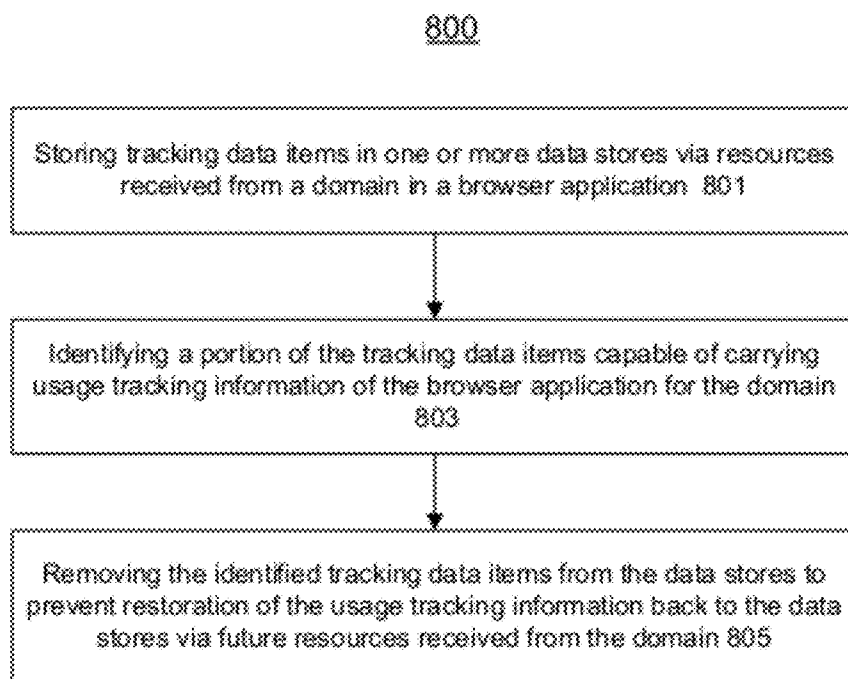 800
Storing tracking data items in one or more data stores via resources
received from a domain in a browser application 801
Identifying a portion of the tracking data items capable of carrying
usage tracking information of the browser application for the domain
803
Removing the identified tracking data items from the data stores to
prevent restoration of the usage tracking information back to the data
stores via future resources received from the domain 805